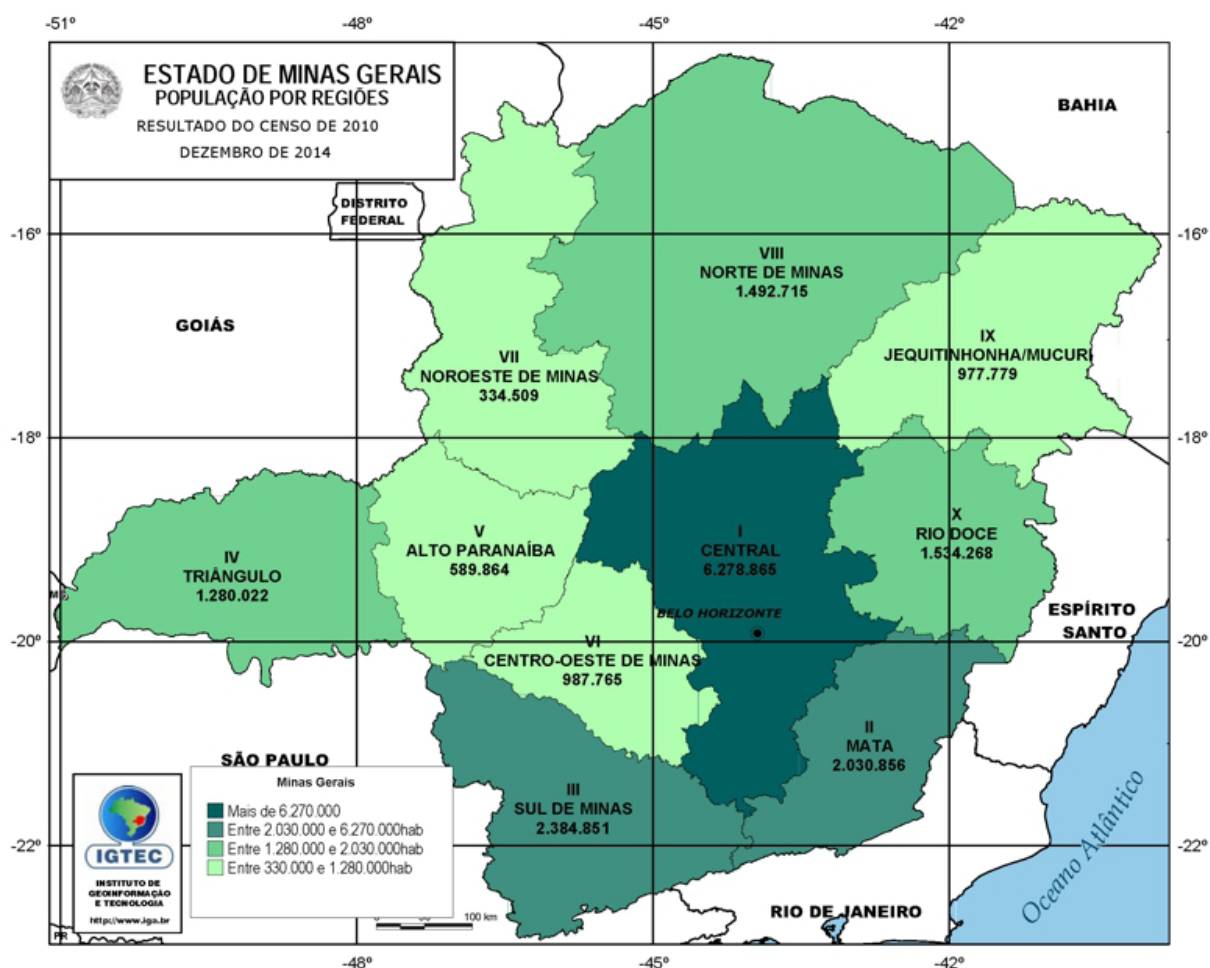 -51º
-48º
-45º
-42º
ESTADO DE MINAS GERAIS
POPULAÇÃO POR REGIÕES
RESULTADO DO CENSO DE 2010
DEZEMBRO DE 2014
BAHIA
DISTRITO
FEDERAL
-16º
-16º
VIII
NORTE DE MINAS
1.492.715
GOIÁS
IX
JEQUITINHONHA/MUCURI
977.779
VII
NOROESTE DE MINAS
334.509
-18º
-18º
V
ALTO PARANAÍBA
589.864
I
CENTRAL
6.278.865
X
RIO DOCE
1.534.268
IV
TRIÂNGULO
1.280.022
BELO HORIZONTE
ESPÍRITO
SANTO
-20º
-20º
VI
CENTRO-OESTE DE MINAS
987.765
II
MATA
2.030.856
SÃO PAULO
III
SUL DE MINAS
2.384.851
Minas Gerais
Mais de 6.270.000
Entre 2.030.000 e 6.270.000hab
Entre 1.280.000 e 2.030.000hab
Entre 330.000 e 1.280.000hab
IGTEC
INSTITUTO DE
GEOINFORMAÇÃO
E TECNOLOGIA
http://www.iga.br
-22º
-22º
Oceano Atlântico
100 km
RIO DE JANEIRO
PR
-48º
-45º
-42º